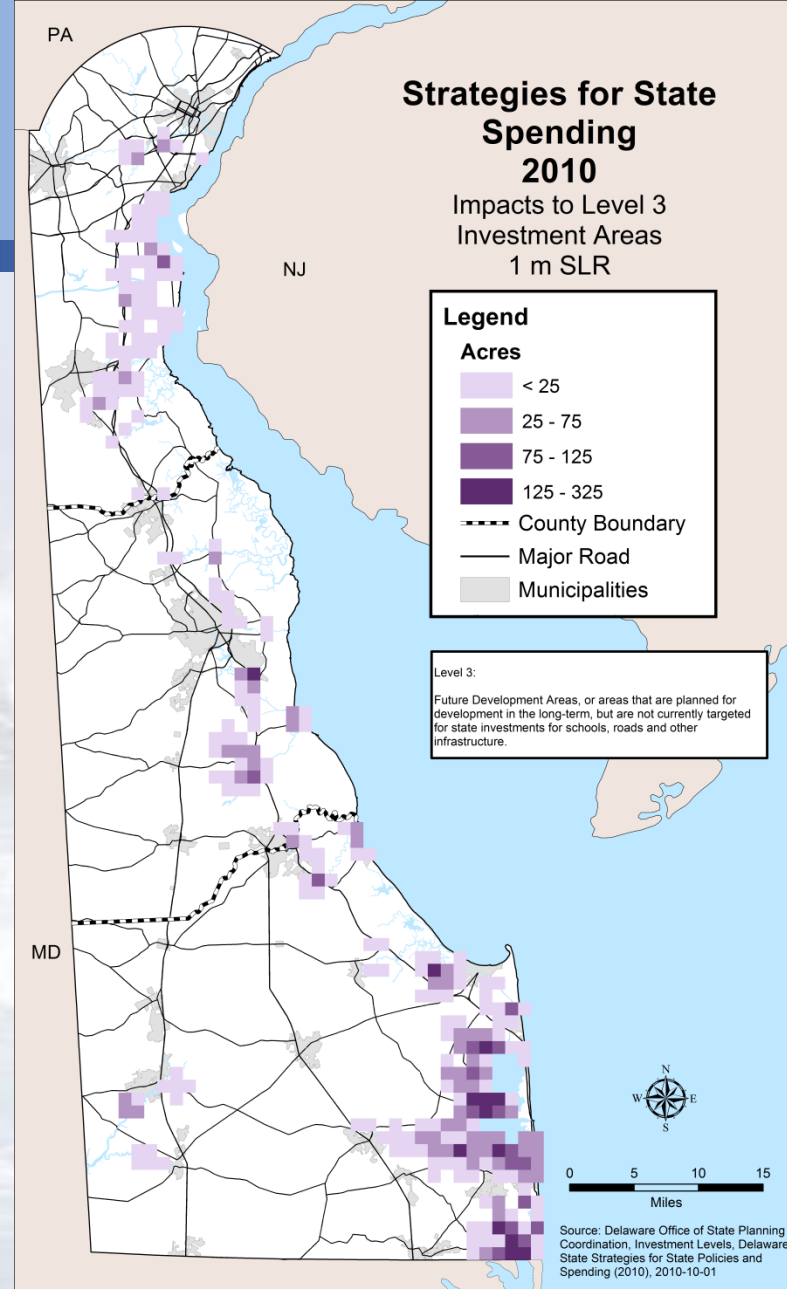 PA
Strategies for State
Spending
2010
Impacts to Level 3
Investment Areas
1 m SLR
NJ
Legend
Acres
< 25
25 - 75
75 - 125
125 - 325
County Boundary
Major Road
Municipalities
Level 3:
Future Development Areas, or areas that are planned for
development in the long-term, but are not currently targeted
for state investments for schools, roads and other
infrastructure.
MD
N
W E
S
0 5 10 15
Miles
Source: Delaware Office of State Planning
Coordination, Investment Levels, Delaware
State Strategies for State Policies and
Spending (2010), 2010-10-01